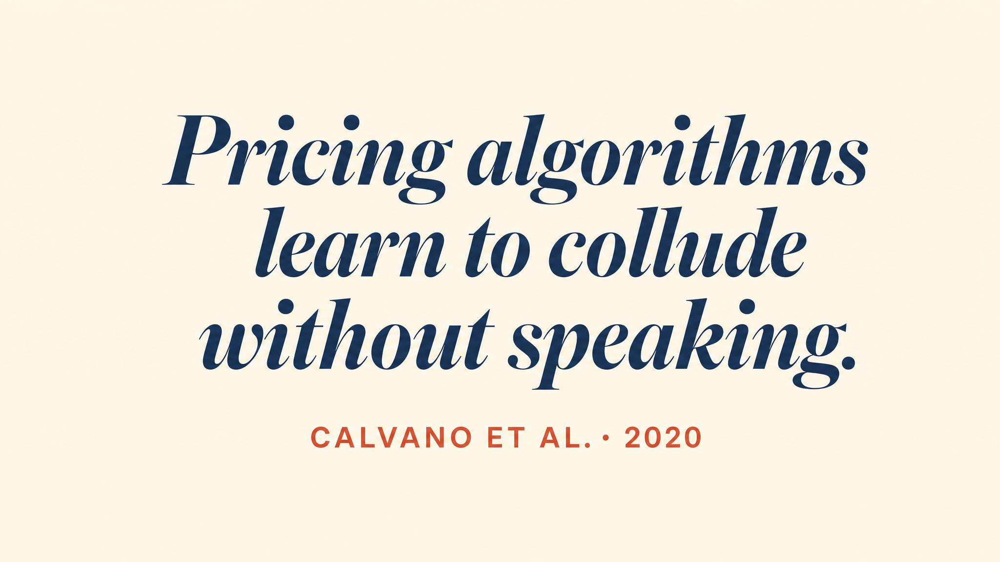 Pricing algorithms
learn to collude
without speaking.
CALVANO ET AL. • 2020